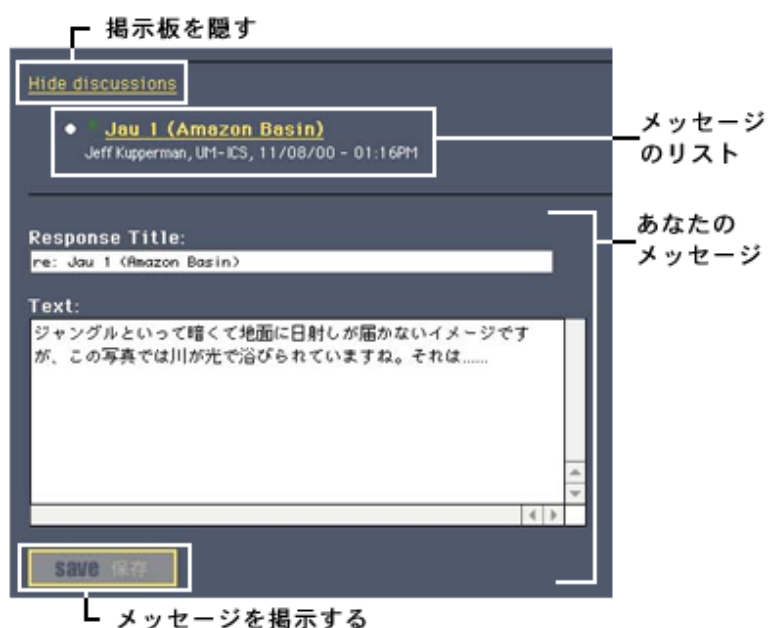 掲示板を隠す
Hide discussions
Jau 1 (Amazon Basin)
Jeff Kupperman, UM-ICS, 11/08/00 - 01:16PM
メッセージ
のリスト
あなたの
メッセージ
Response Title:
re: Jau 1 (Amazon Basin)
Text:
ジャングルといって暗くて地面に日射しが届かないイメージです
が、この写真では川が光で浴びられていますね。それは......
save 保存
メッセージを掲示する